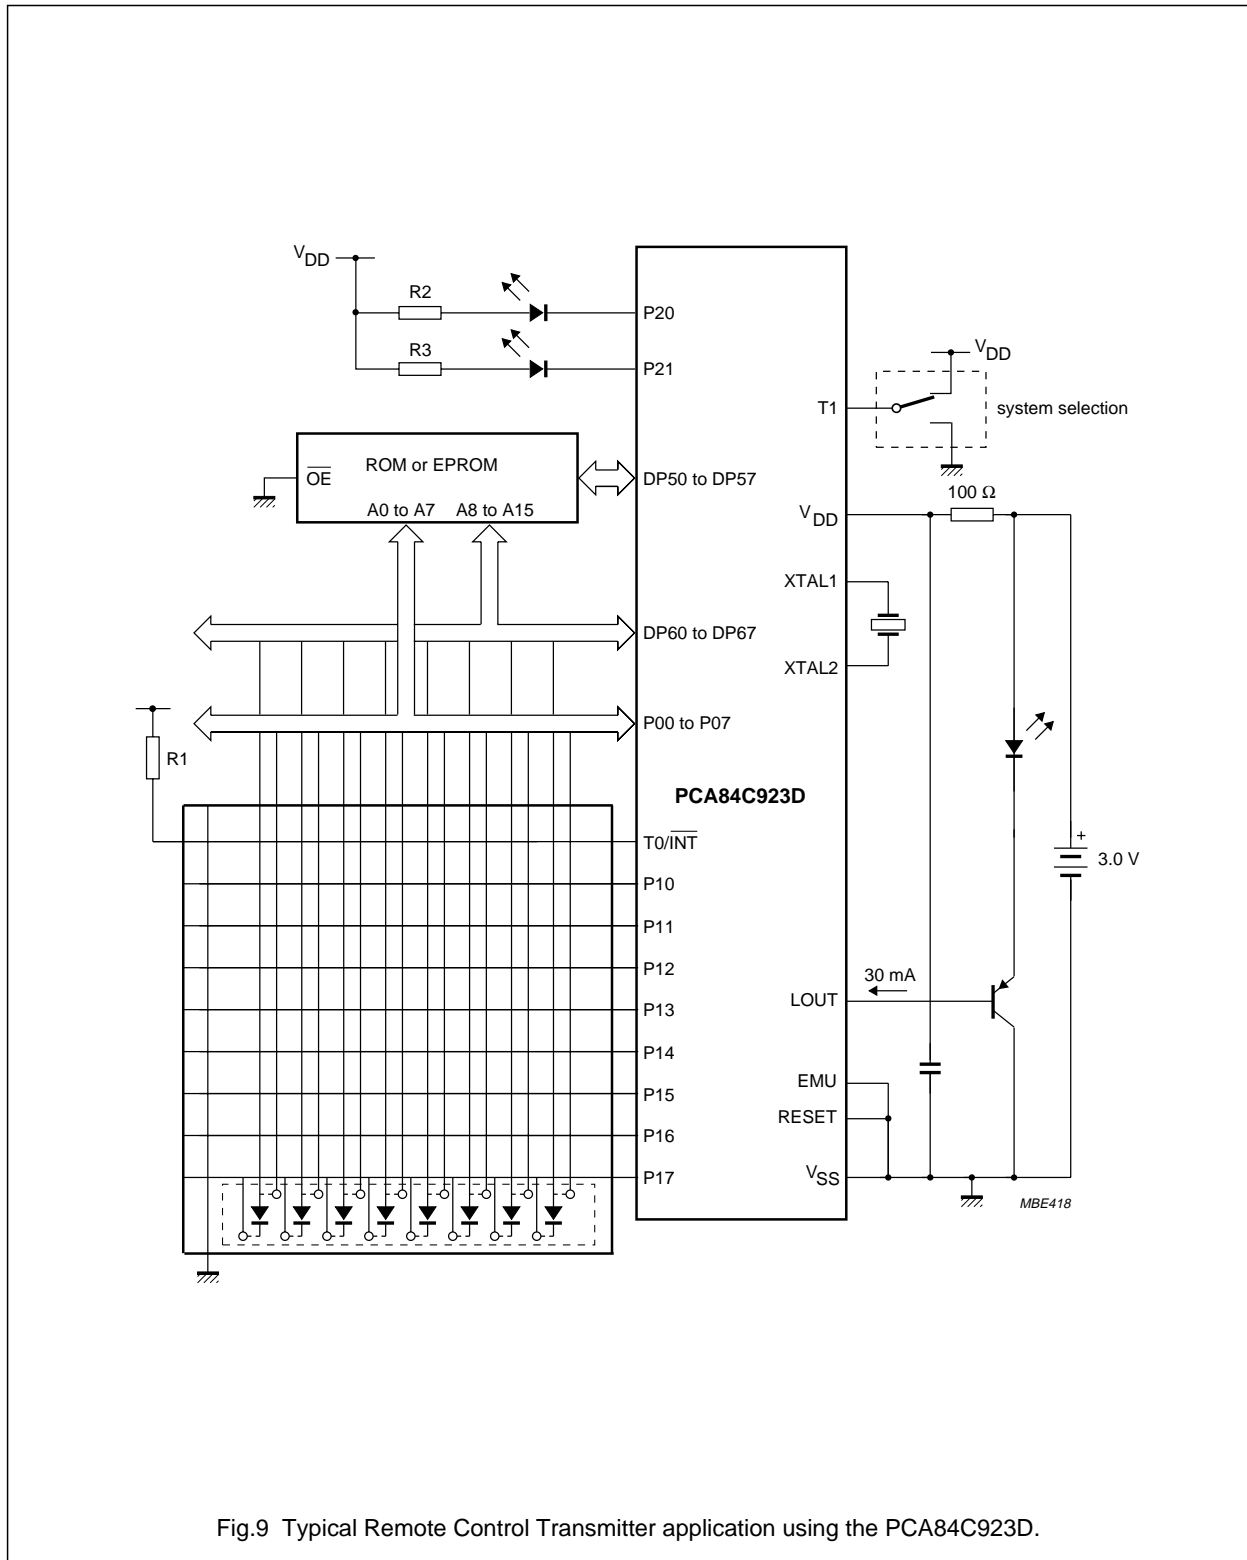 VDD
R2
P20
R3
P21
VDD
T1
system selection
ROM or EPROM
OE
DP50 to DP57
A0 to A7
A8 to A15
100 Ω
VDD
XTAL1
DP60 to DP67
XTAL2
P00 to P07
R1
PCA84C923D
T0/INT
+
3.0 V
P10
P11
P12
30 mA
LOUT
P13
P14
EMU
P15
RESET
P16
P17
VSS
MBE418
Fig.9 Typical Remote Control Transmitter application using the PCA84C923D.